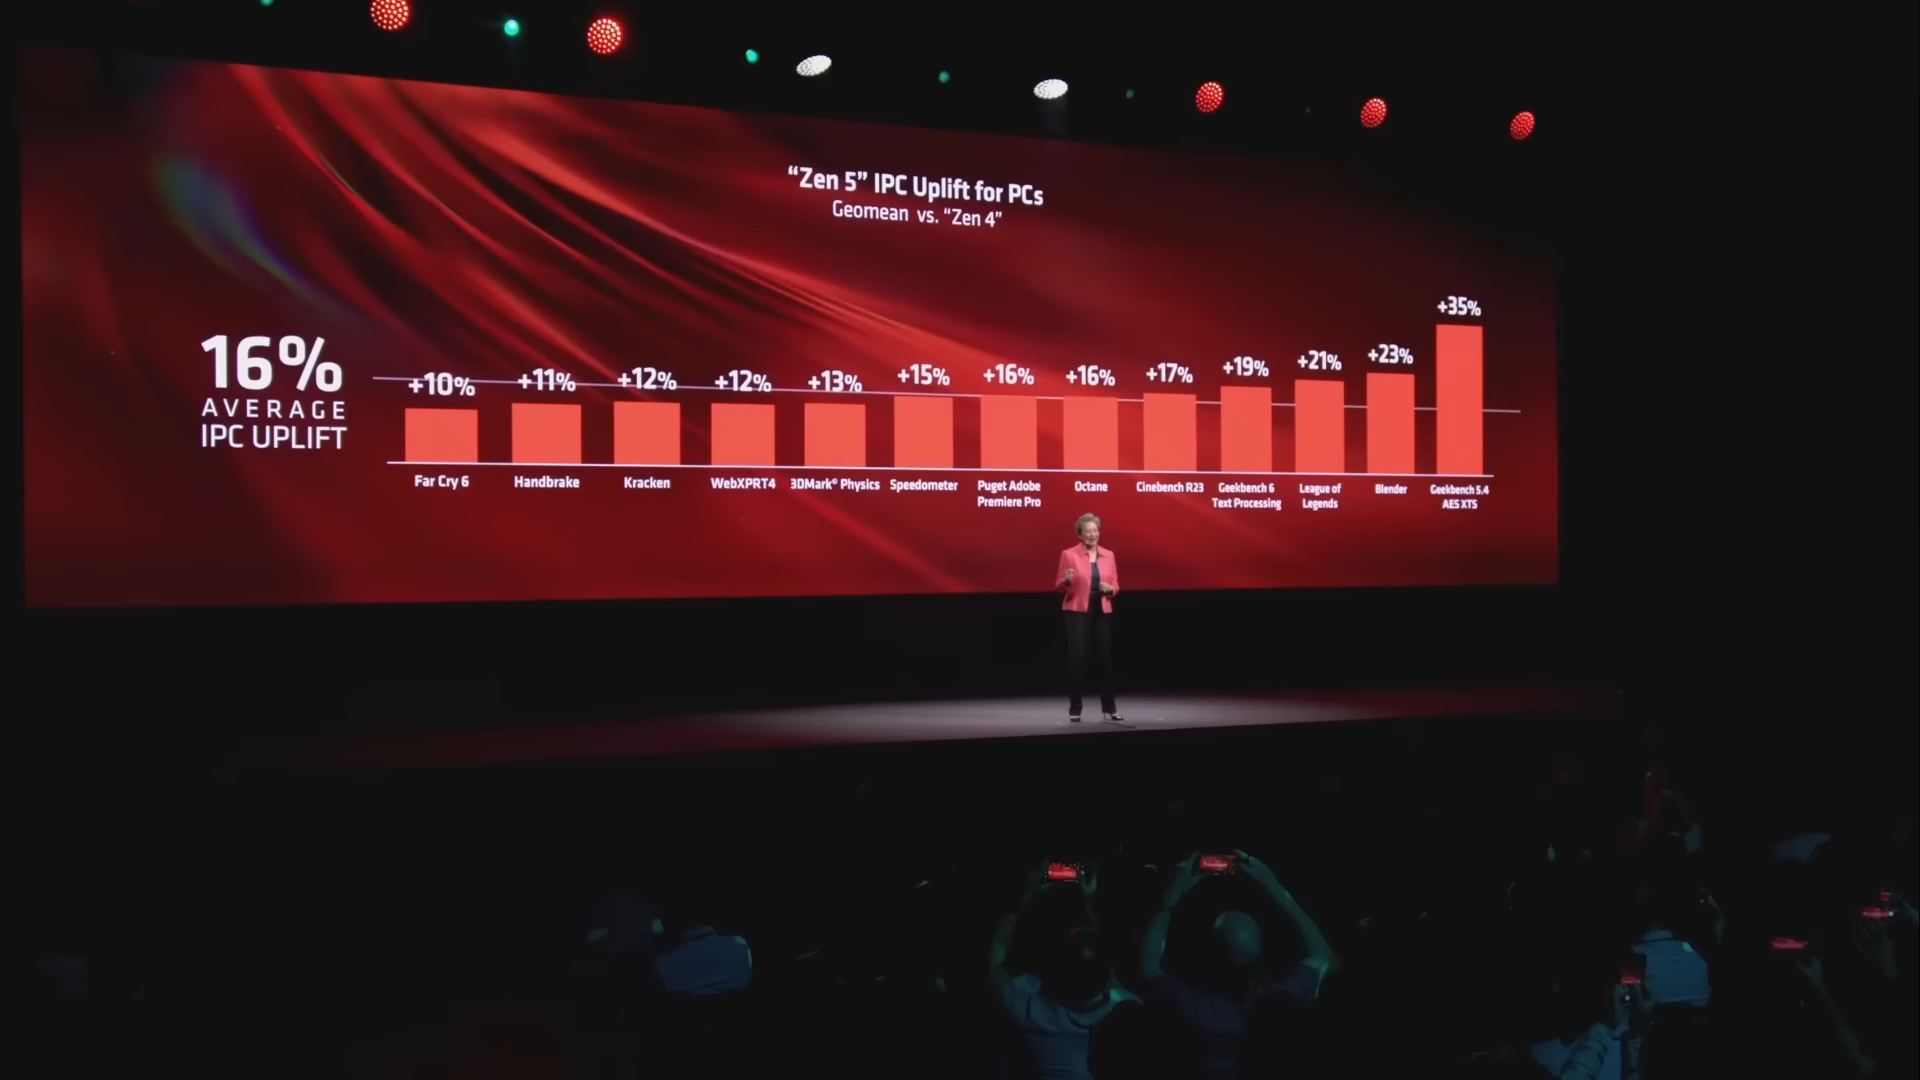 “Zen 5” IPC Uplift for PCs
Geomean vs. “Zen 4”
16%
AVERAGE
IPC UPLIFT
+10%
+11%
+12%
+12%
+13%
+15%
+16%
+16%
+17%
+19%
+21%
+23%
+35%
Far Cry 6
Handbrake
Kracken
WebXPRT4
3DMark® Physics
Speedometer
Puget Adobe
Premiere Pro
Octane
Cinebench R23
Geekbench 6
Text Processing
League of
Legends
Blender
Geekbench 5.4
AES XTS